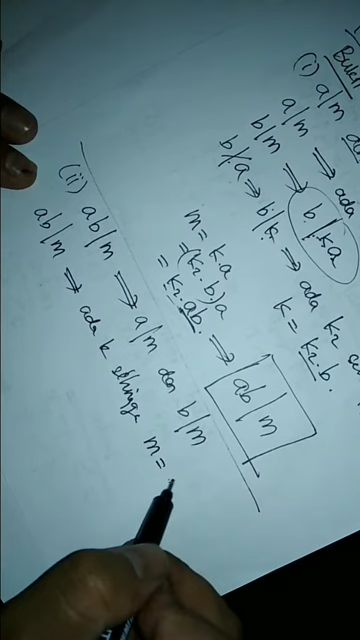 Bukti
(i) a|m
a|m ⟹ ada
b|m ⟹ b|ka
b∤a → b|k ⟹ ada k₂
k = k₂.b.
m = k.a
= (k₂.b)a
= k₂.ab. ⟹ ab|m
(ii) ab|m ⟹ a|m dan b|m
ab|m ⟹ ada k sehingga m =